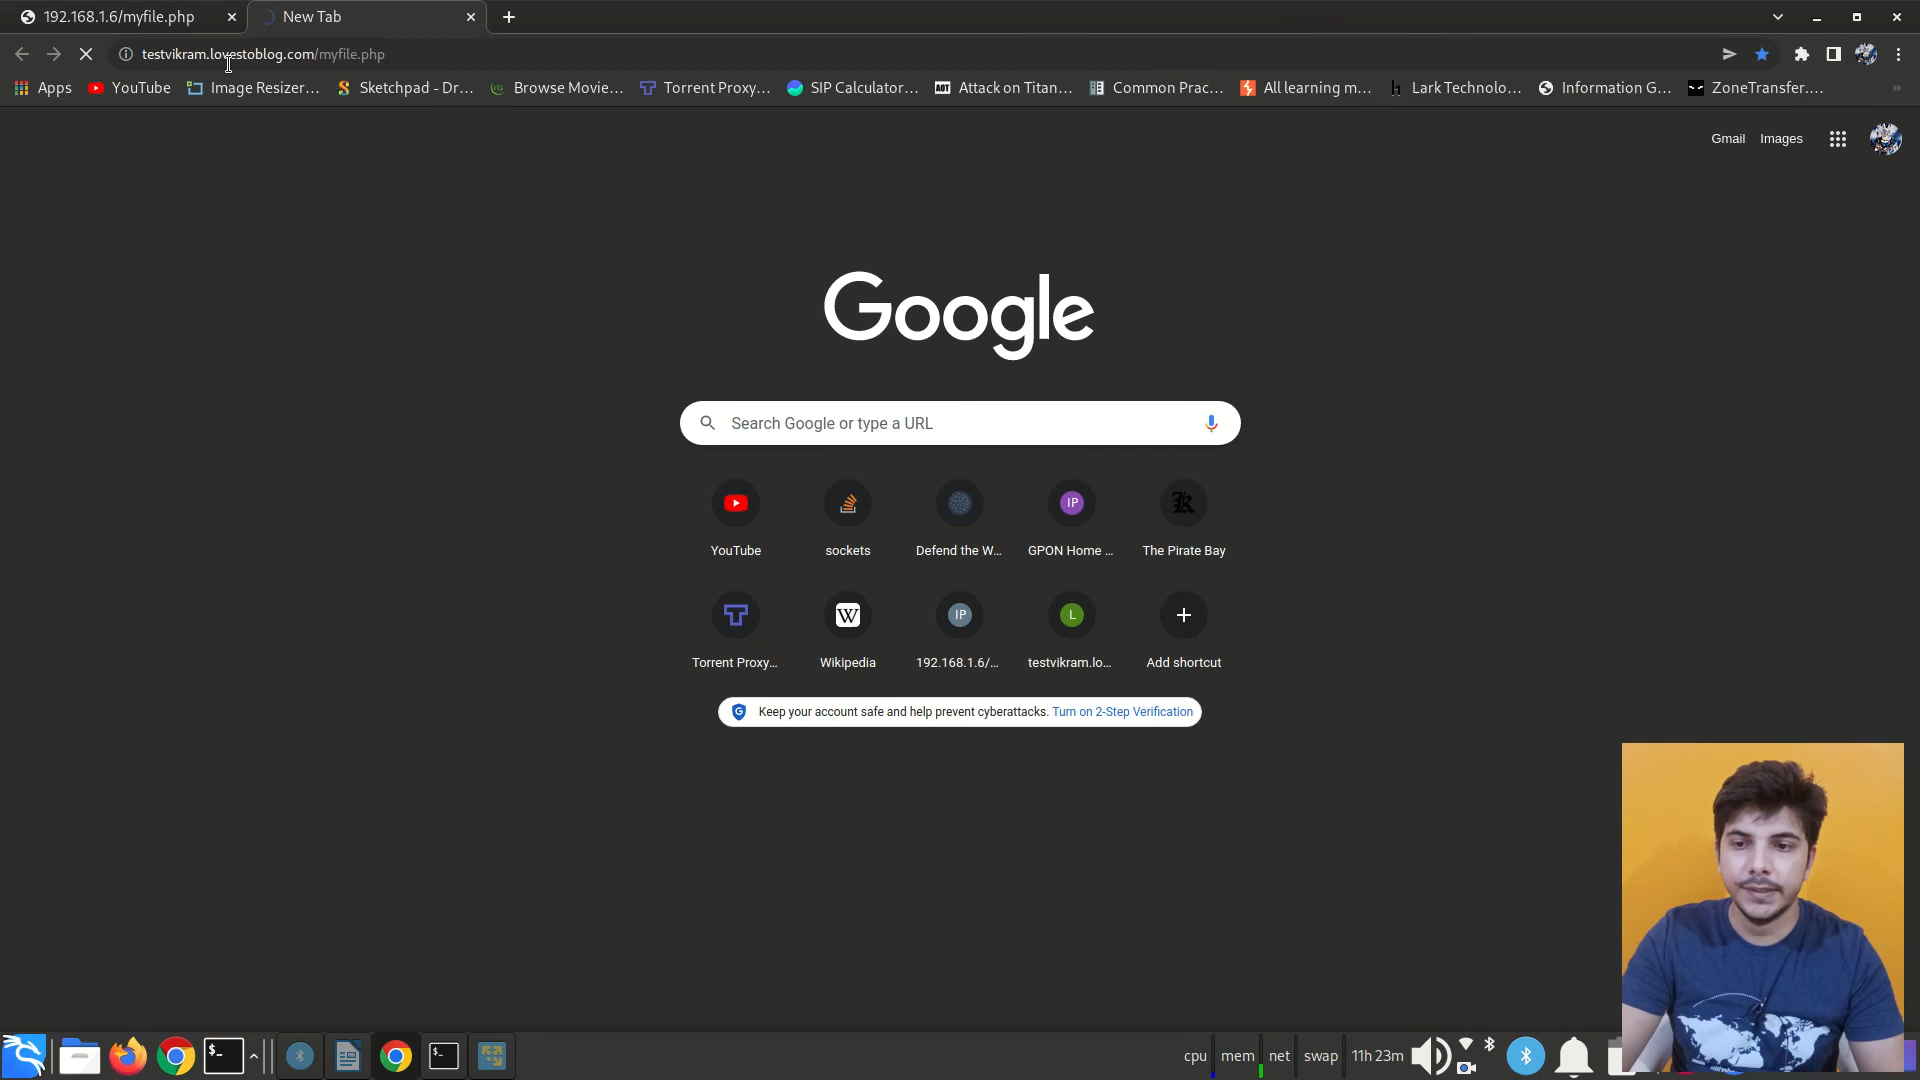 192.168.1.6/myfile.php
New Tab
testvikram.lovestoblog.com/myfile.php
Apps
YouTube
Image Resizer...
Sketchpad - Dr...
Browse Movie...
Torrent Proxy...
SIP Calculator...
AOT
Attack on Titan...
Common Prac...
All learning m...
Lark Technolo...
Information G...
ZoneTransfer....
Gmail
Images
Google
Search Google or type a URL
IP
YouTube
sockets
Defend the W...
GPON Home ...
The Pirate Bay
W
IP
L
Torrent Proxy...
Wikipedia
192.168.1.6/...
testvikram.lo...
Add shortcut
Keep your account safe and help prevent cyberattacks. Turn on 2-Step Verification
cpu
mem
net
swap
11h 23m